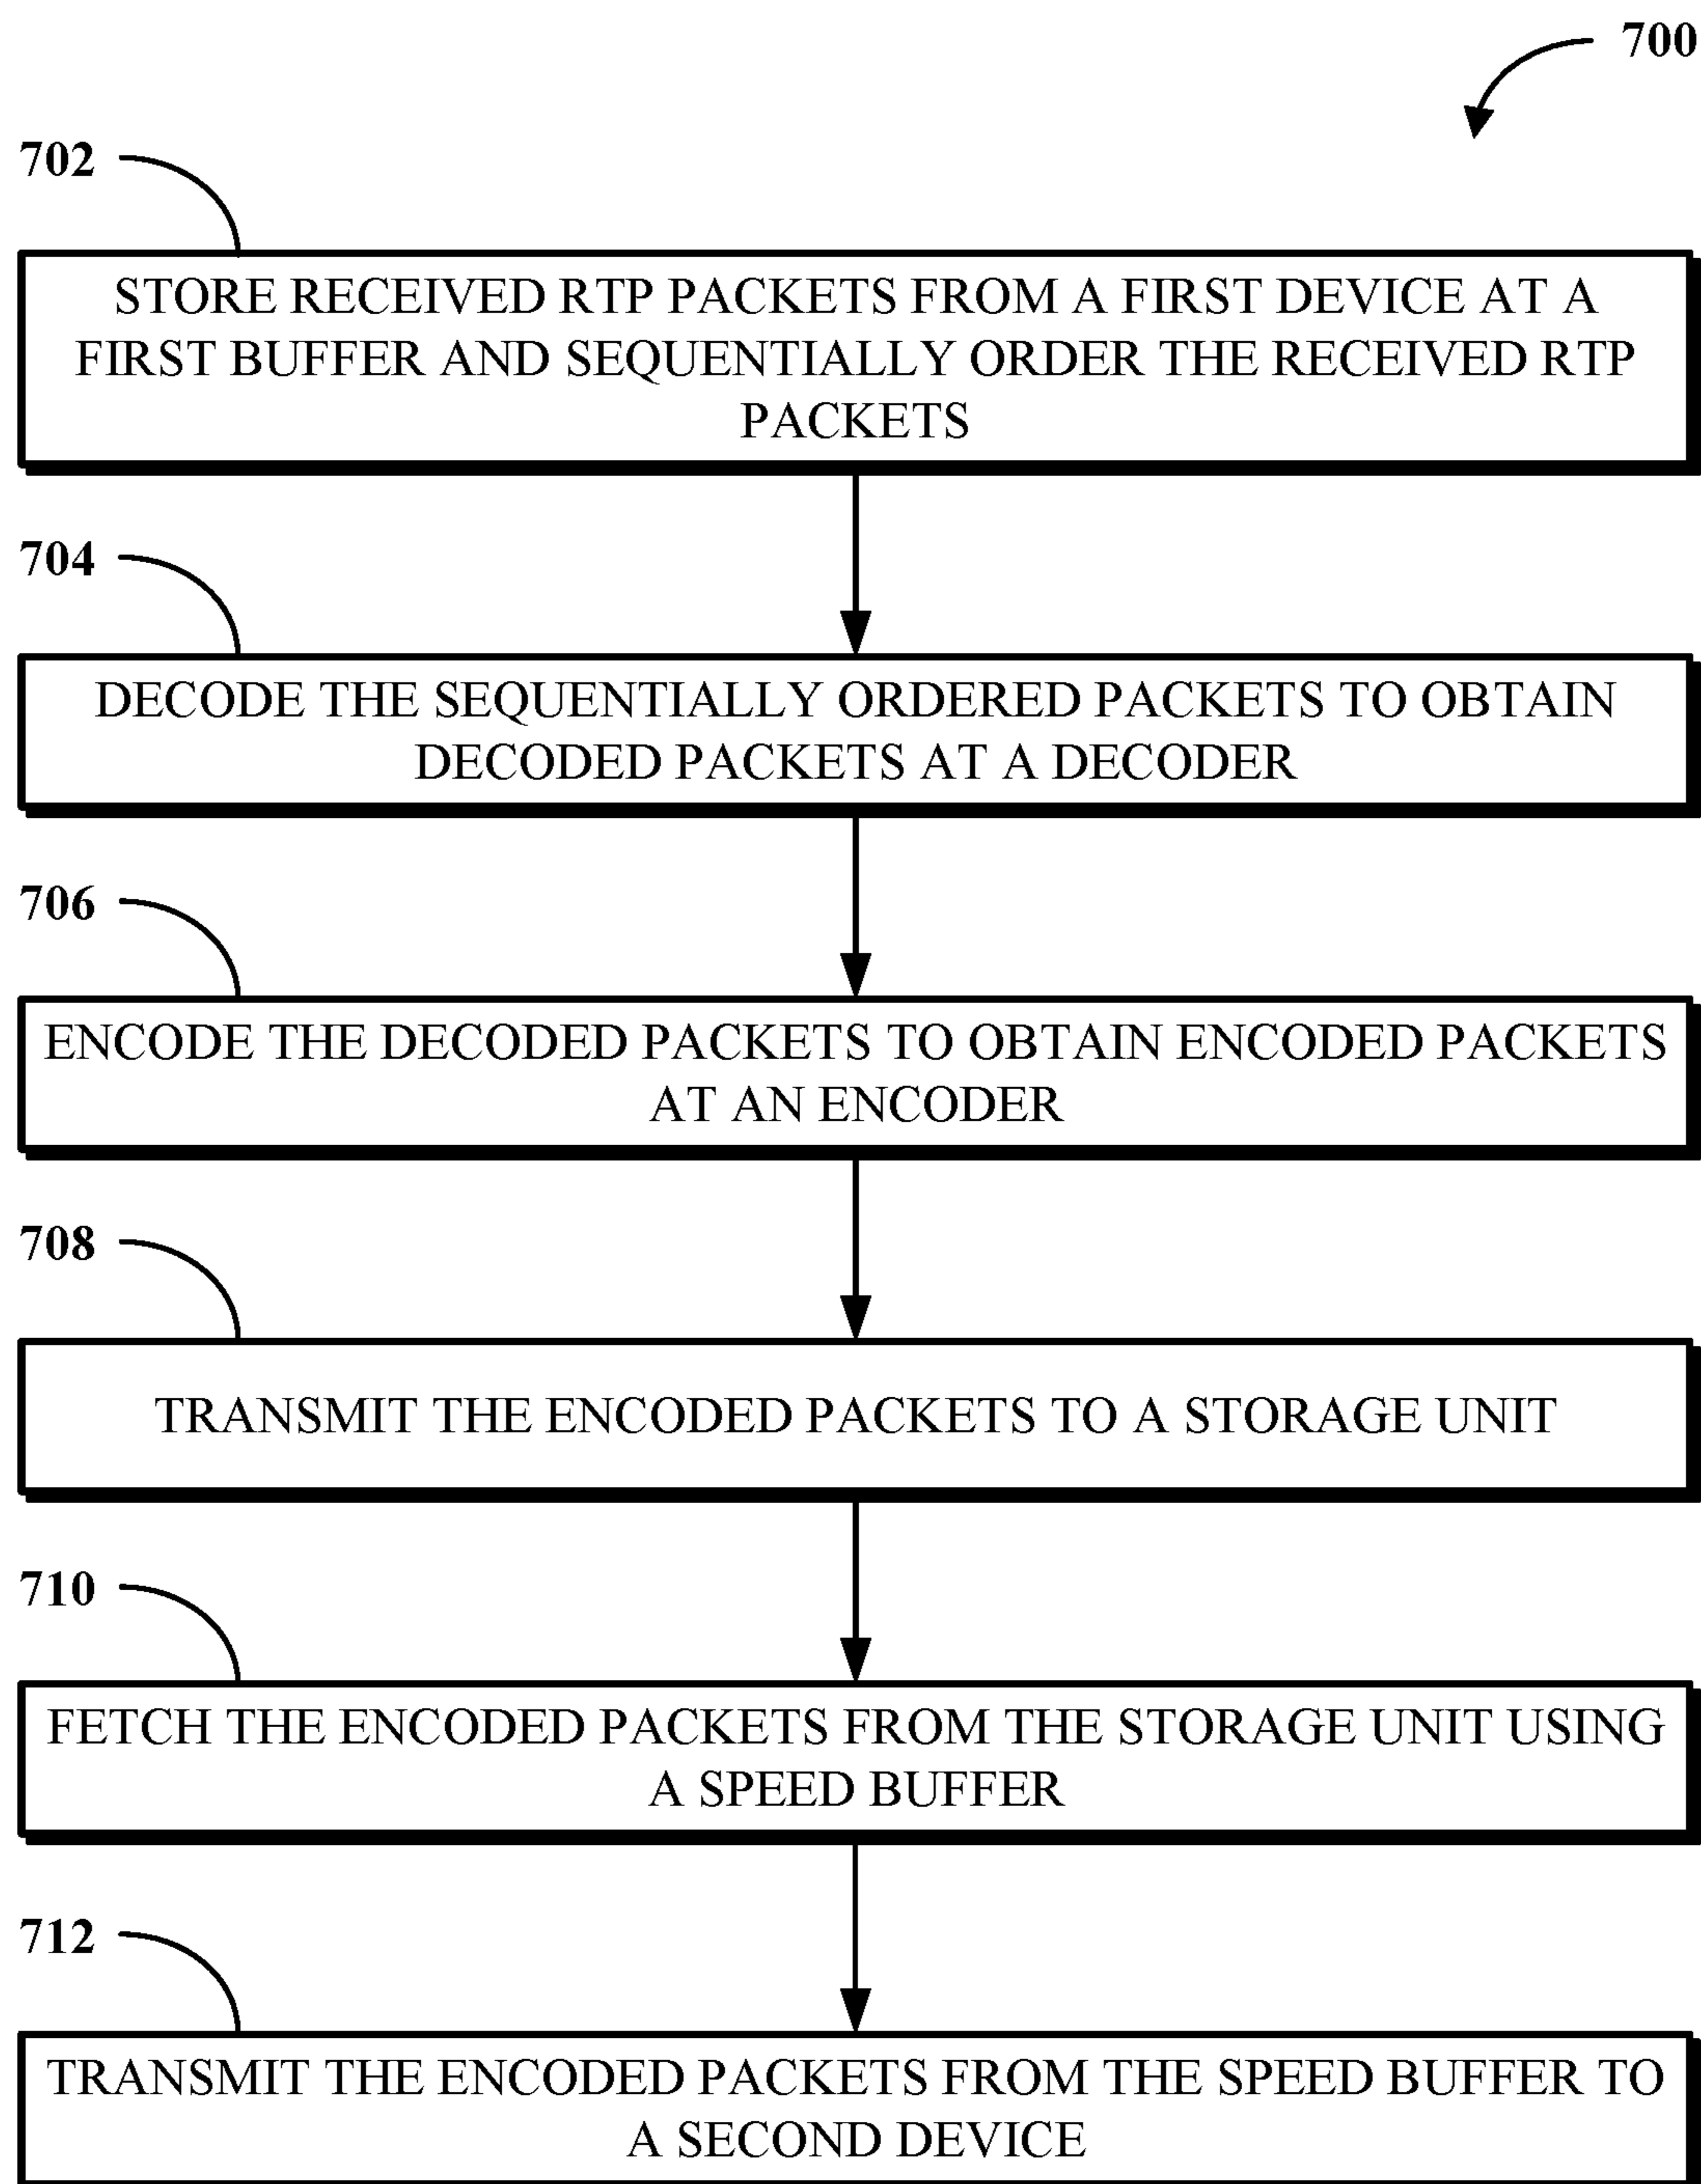 700
702
STORE RECEIVED RTP PACKETS FROM A FIRST DEVICE AT A
FIRST BUFFER AND SEQUENTIALLY ORDER THE RECEIVED RTP
PACKETS
704
DECODE THE SEQUENTIALLY ORDERED PACKETS TO OBTAIN
DECODED PACKETS AT A DECODER
706
ENCODE THE DECODED PACKETS TO OBTAIN ENCODED PACKETS
AT AN ENCODER
708
TRANSMIT THE ENCODED PACKETS TO A STORAGE UNIT
710
FETCH THE ENCODED PACKETS FROM THE STORAGE UNIT USING
A SPEED BUFFER
712
TRANSMIT THE ENCODED PACKETS FROM THE SPEED BUFFER TO
A SECOND DEVICE